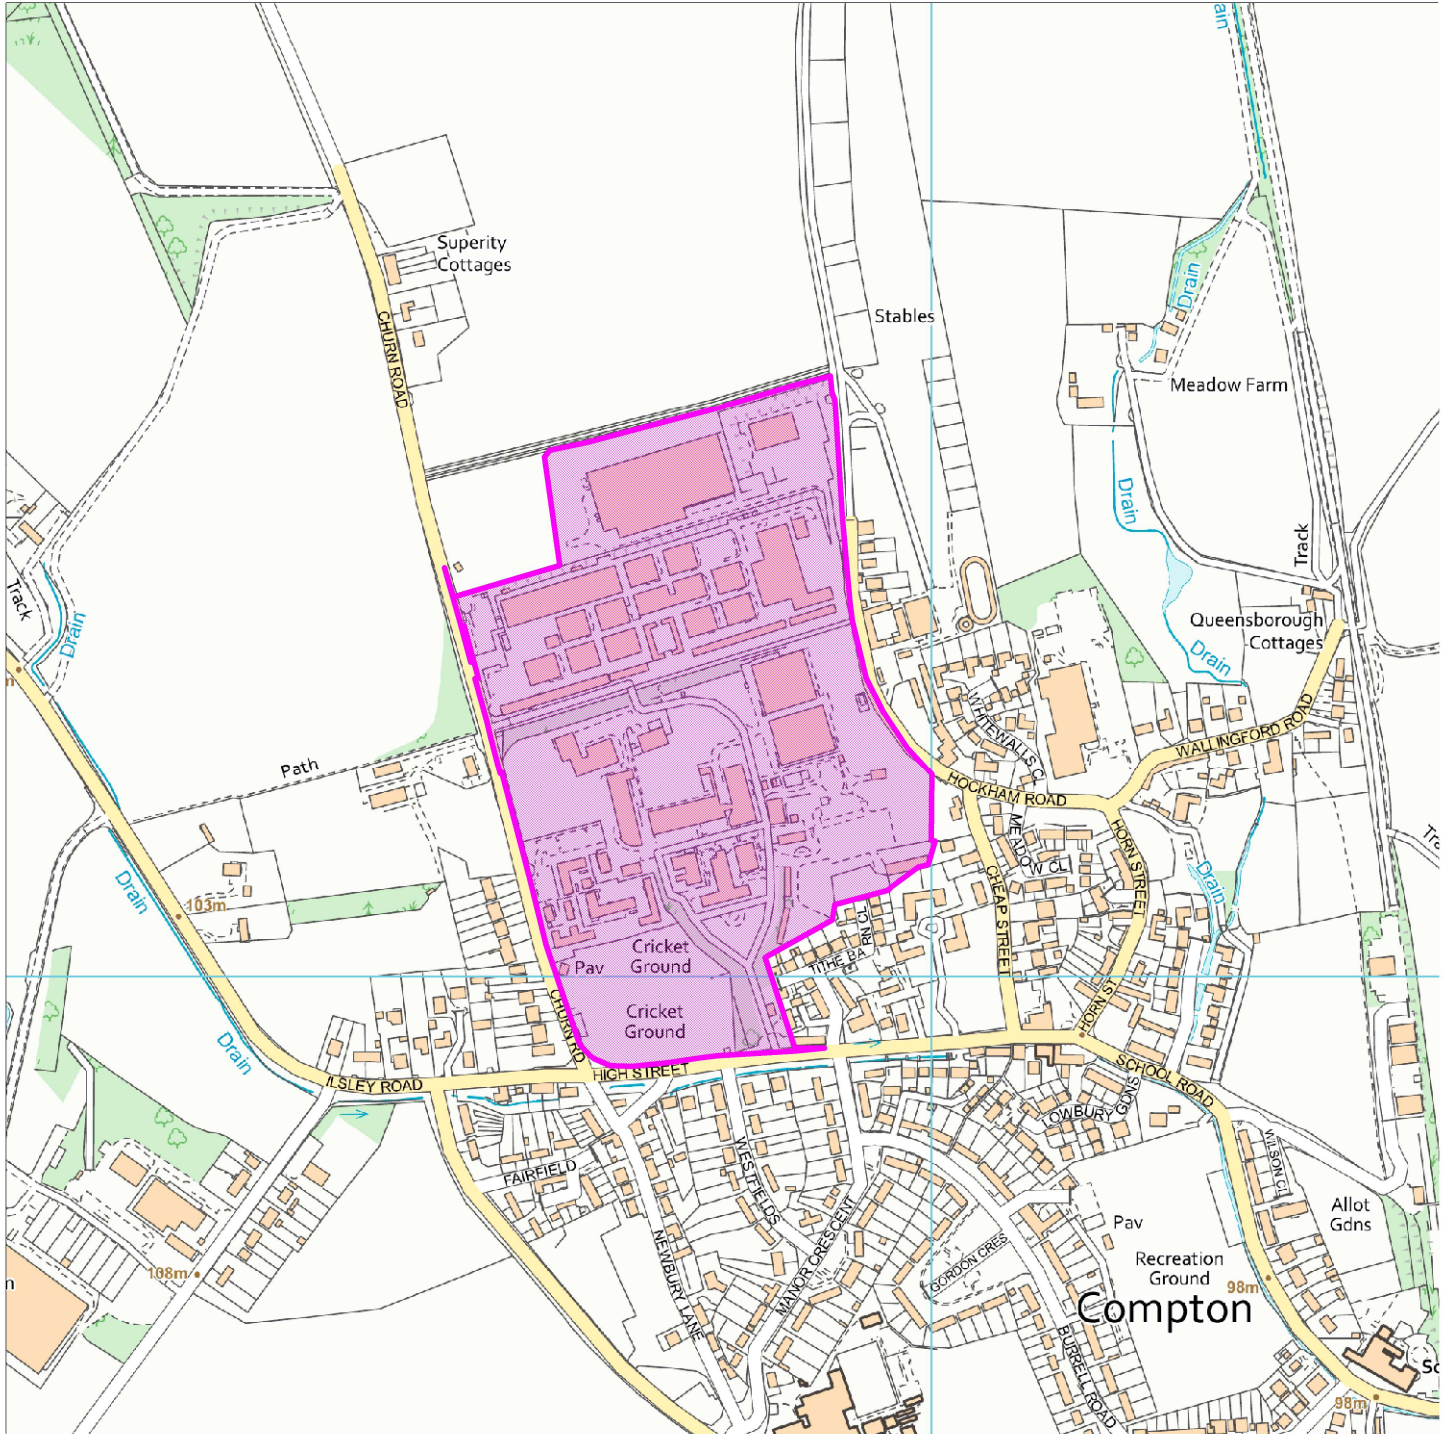 ain
Superity
Cottages
Drain
CHURN ROAD
Stables
Meadow Farm
Drain
Track
Track
Drain
Queensborough
Cottages
Drain
WHITEWALLS C
WALLINGFORD ROAD
Path
HOCKHAM ROAD
MEADOW CL
HORN STREET
Drain
CHEAP STREET
Drain
103m
RN CL
TITHE BA
Cricket
Ground
Pav
CHURN RD
Cricket
Ground
HORN ST
Drain
HIGH STREET
ILSLEY ROAD
SCHOOL ROAD
LOWBURY GDNS
FAIRFIELD
WESTFIELDS
WILSON CL
Allot
Gdns
NEWBURY LANE
MANOR CRESCENT
GORDON CRES
Pav
Recreation
Ground
108m
98m
Compton
BURRELL ROAD
98m